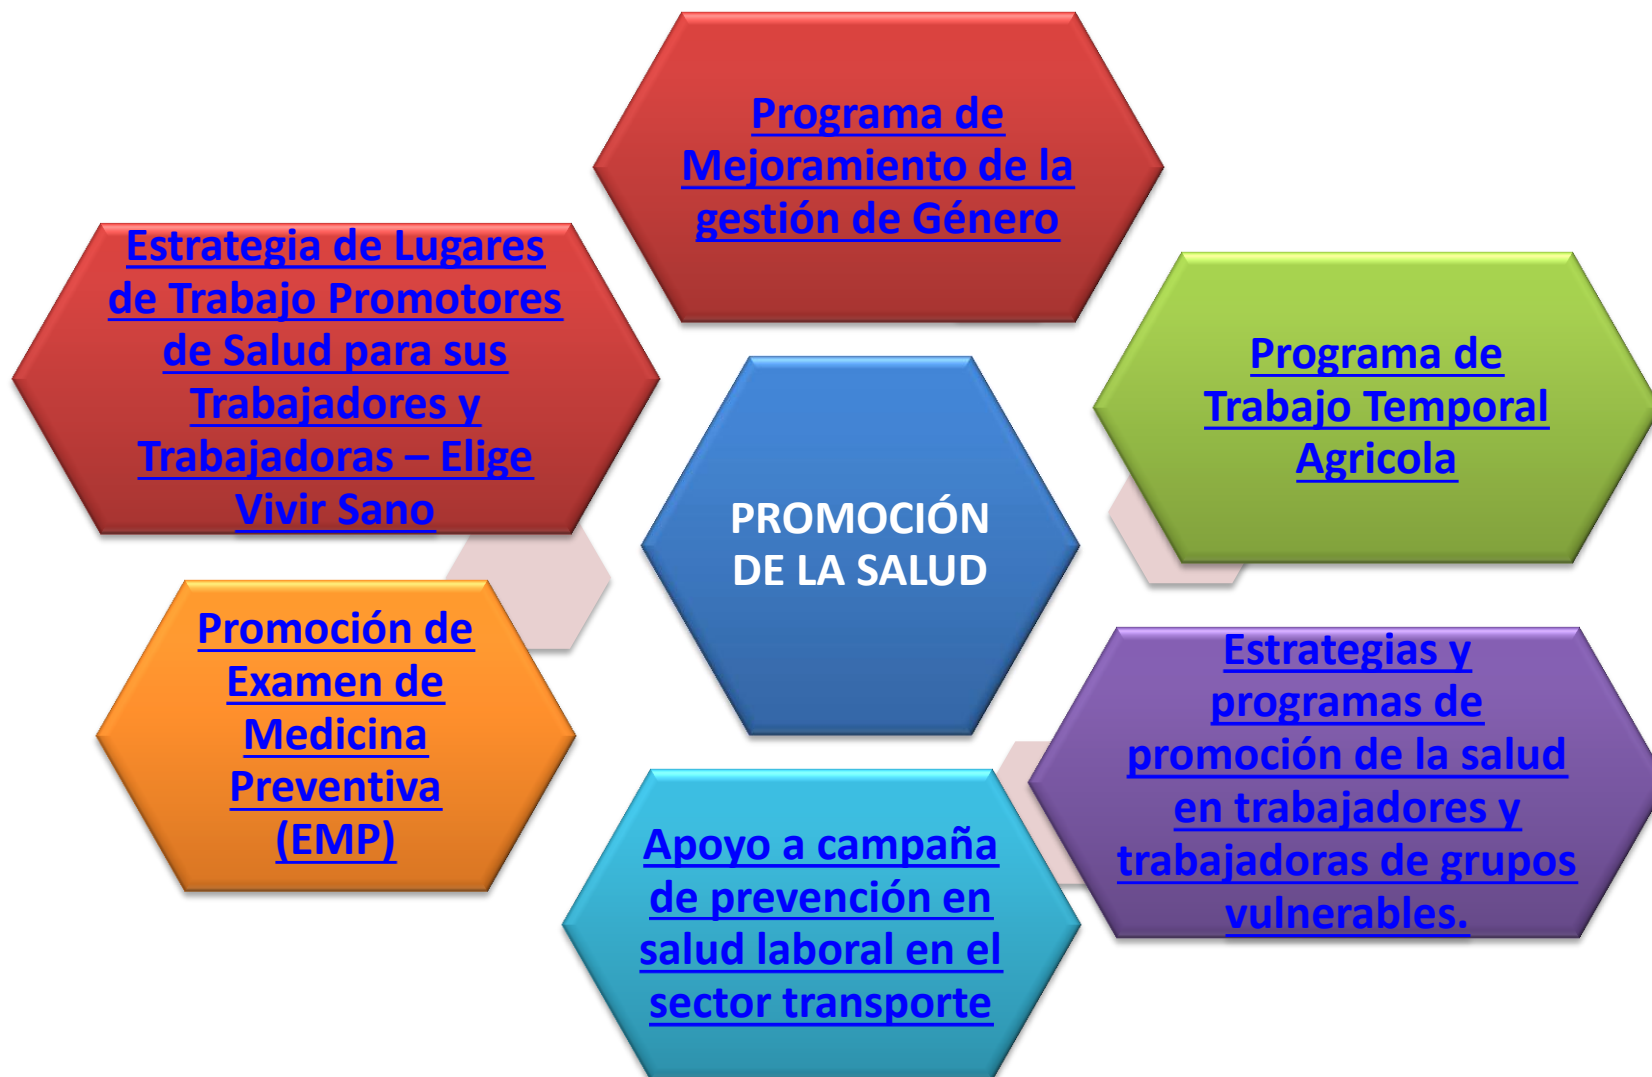 Programa de
Mejoramiento de la
gestión de Género
Estrategia de Lugares
de Trabajo Promotores
de Salud para sus
Trabajadores y
Trabajadoras – Elige
Vivir Sano
Programa de
Trabajo Temporal
Agricola
PROMOCIÓN
DE LA SALUD
Promoción de
Examen de
Medicina
Preventiva
(EMP)
Estrategias y
programas de
promoción de la salud
en trabajadores y
trabajadoras de grupos
vulnerables.
Apoyo a campaña
de prevención en
salud laboral en el
sector transporte